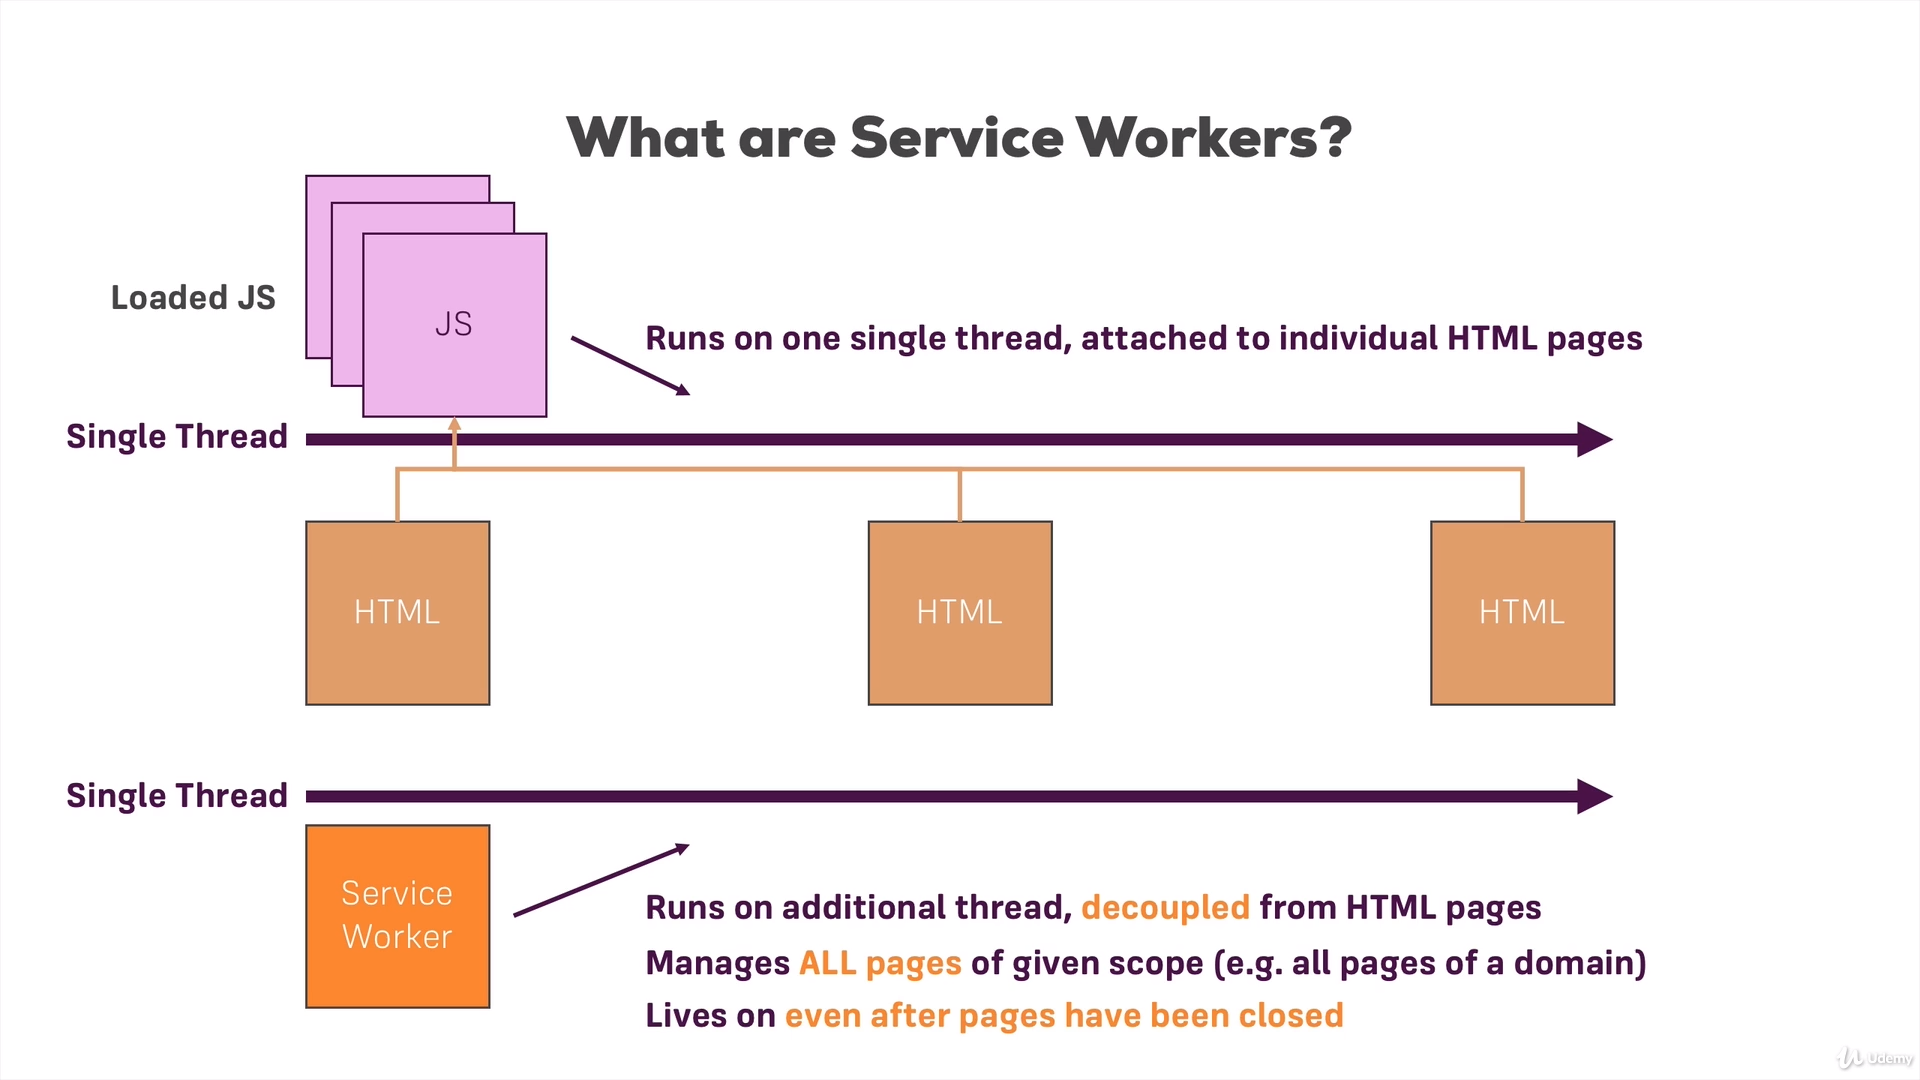 What are Service Workers?
Loaded JS
JS
Runs on one single thread, attached to individual HTML pages
Single Thread
HTML
HTML
HTML
Single Thread
Service
Worker
Runs on additional thread, decoupled from HTML pages
Manages ALL pages of given scope (e.g. all pages of a domain)
Lives on even after pages have been closed
Udemy